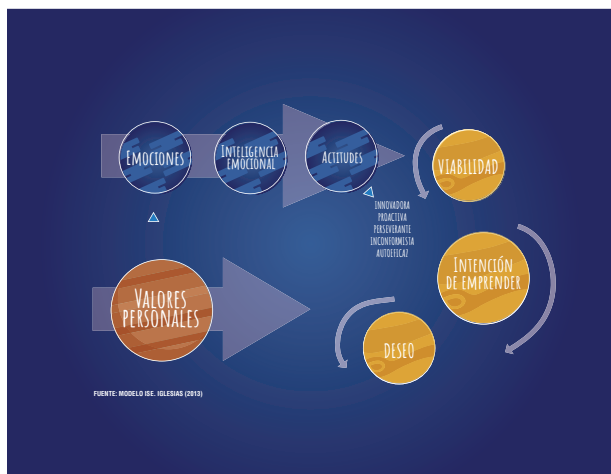 EMOCIONES
INTELIGENCIA
EMOCIONAL
ACTITUDES
VIABILIDAD
INNOVADORA
PROACTIVA
PERSEVERANTE
INCONFORMISTA
AUTOEFICAZ
INTENCIÓN
DE EMPRENDER
VALORES
PERSONALES
DESEO
FUENTE: MODELO ISE. IGLESIAS (2013)